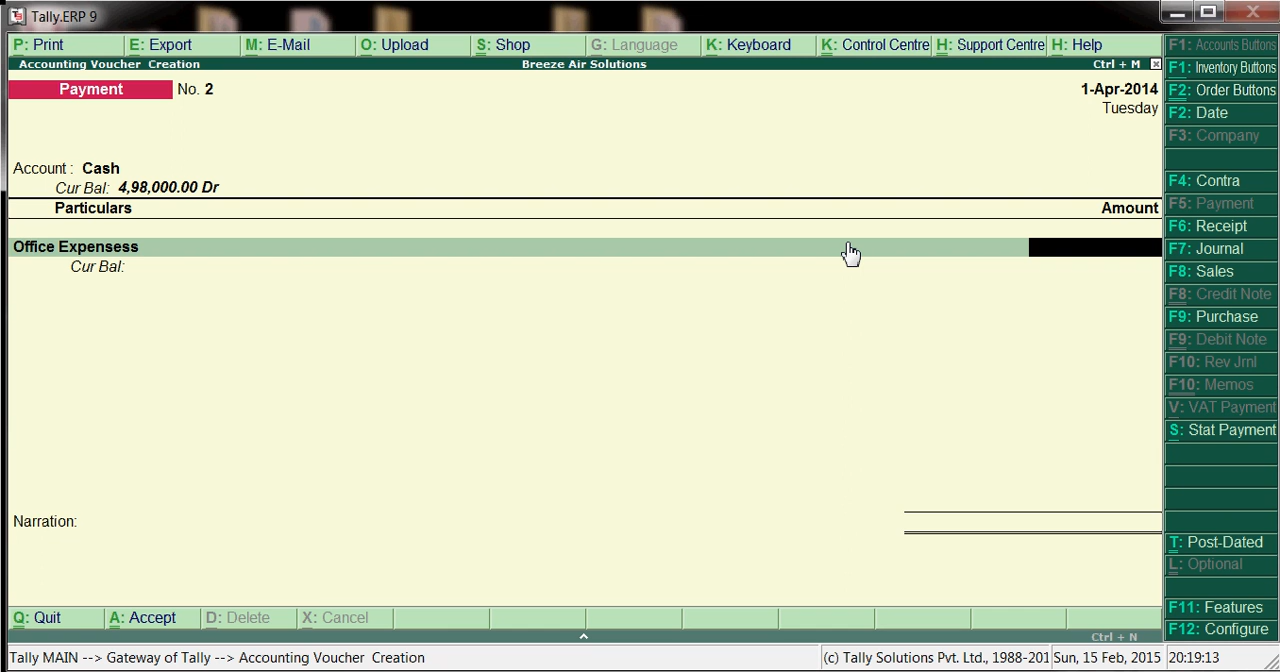 Tally.ERP 9
P: Print E: Export M: E-Mail O: Upload S: Shop G: Language K: Keyboard K: Control Centre H: Support Centre H: Help
Accounting Voucher Creation Breeze Air Solutions Ctrl + M
Payment No. 2 1-Apr-2014
Tuesday
Account : Cash
Cur Bal: 4,98,000.00 Dr
Particulars Amount
Office Expensess
Cur Bal:
Narration:
F1: Accounts Buttons
F1: Inventory Buttons
F2: Order Buttons
F2: Date
F3: Company
F4: Contra
F5: Payment
F6: Receipt
F7: Journal
F8: Sales
F8: Credit Note
F9: Purchase
F9: Debit Note
F10: Rev Jrnl
F10: Memos
V: VAT Payment
S: Stat Payment
T: Post-Dated
L: Optional
F11: Features
F12: Configure
Q: Quit A: Accept D: Delete X: Cancel
Ctrl + N
Tally MAIN --> Gateway of Tally --> Accounting Voucher Creation (c) Tally Solutions Pvt. Ltd., 1988-201 Sun, 15 Feb, 2015 20:19:13